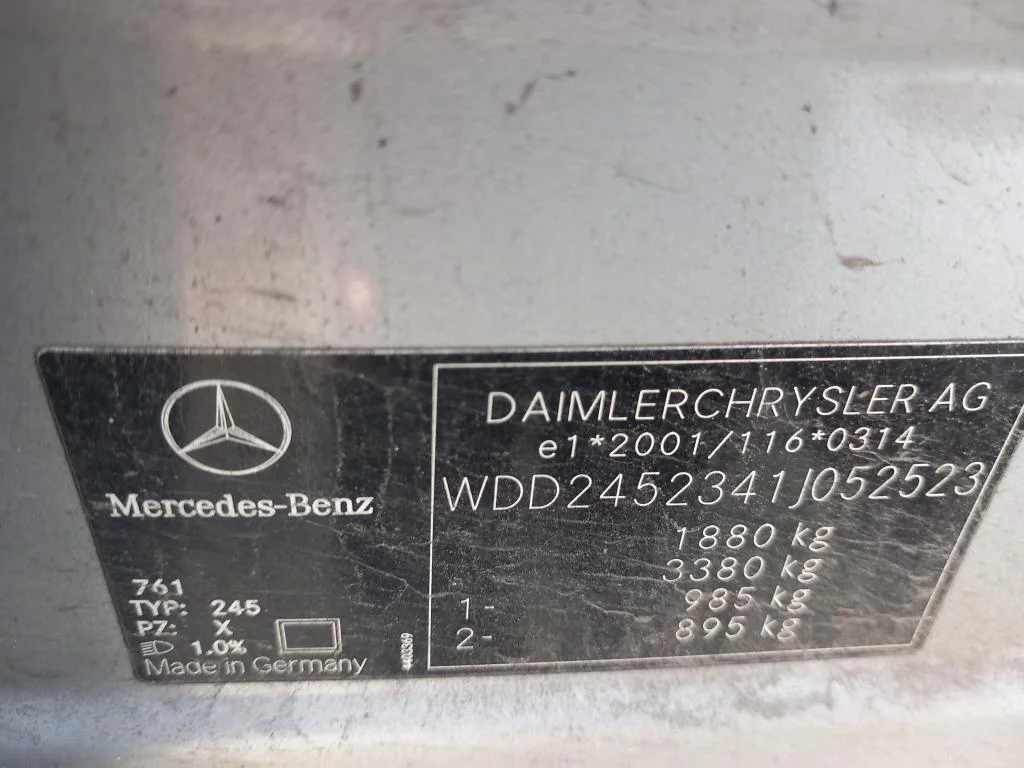 Mercedes-Benz
761
TYP: 245
PZ: X
1.0%
Made in Germany
4403369
DAIMLERCHRYSLER AG
e1*2001/116*0314
WDD2452341J052523
1880 kg
3380 kg
1- 985 kg
2- 895 kg